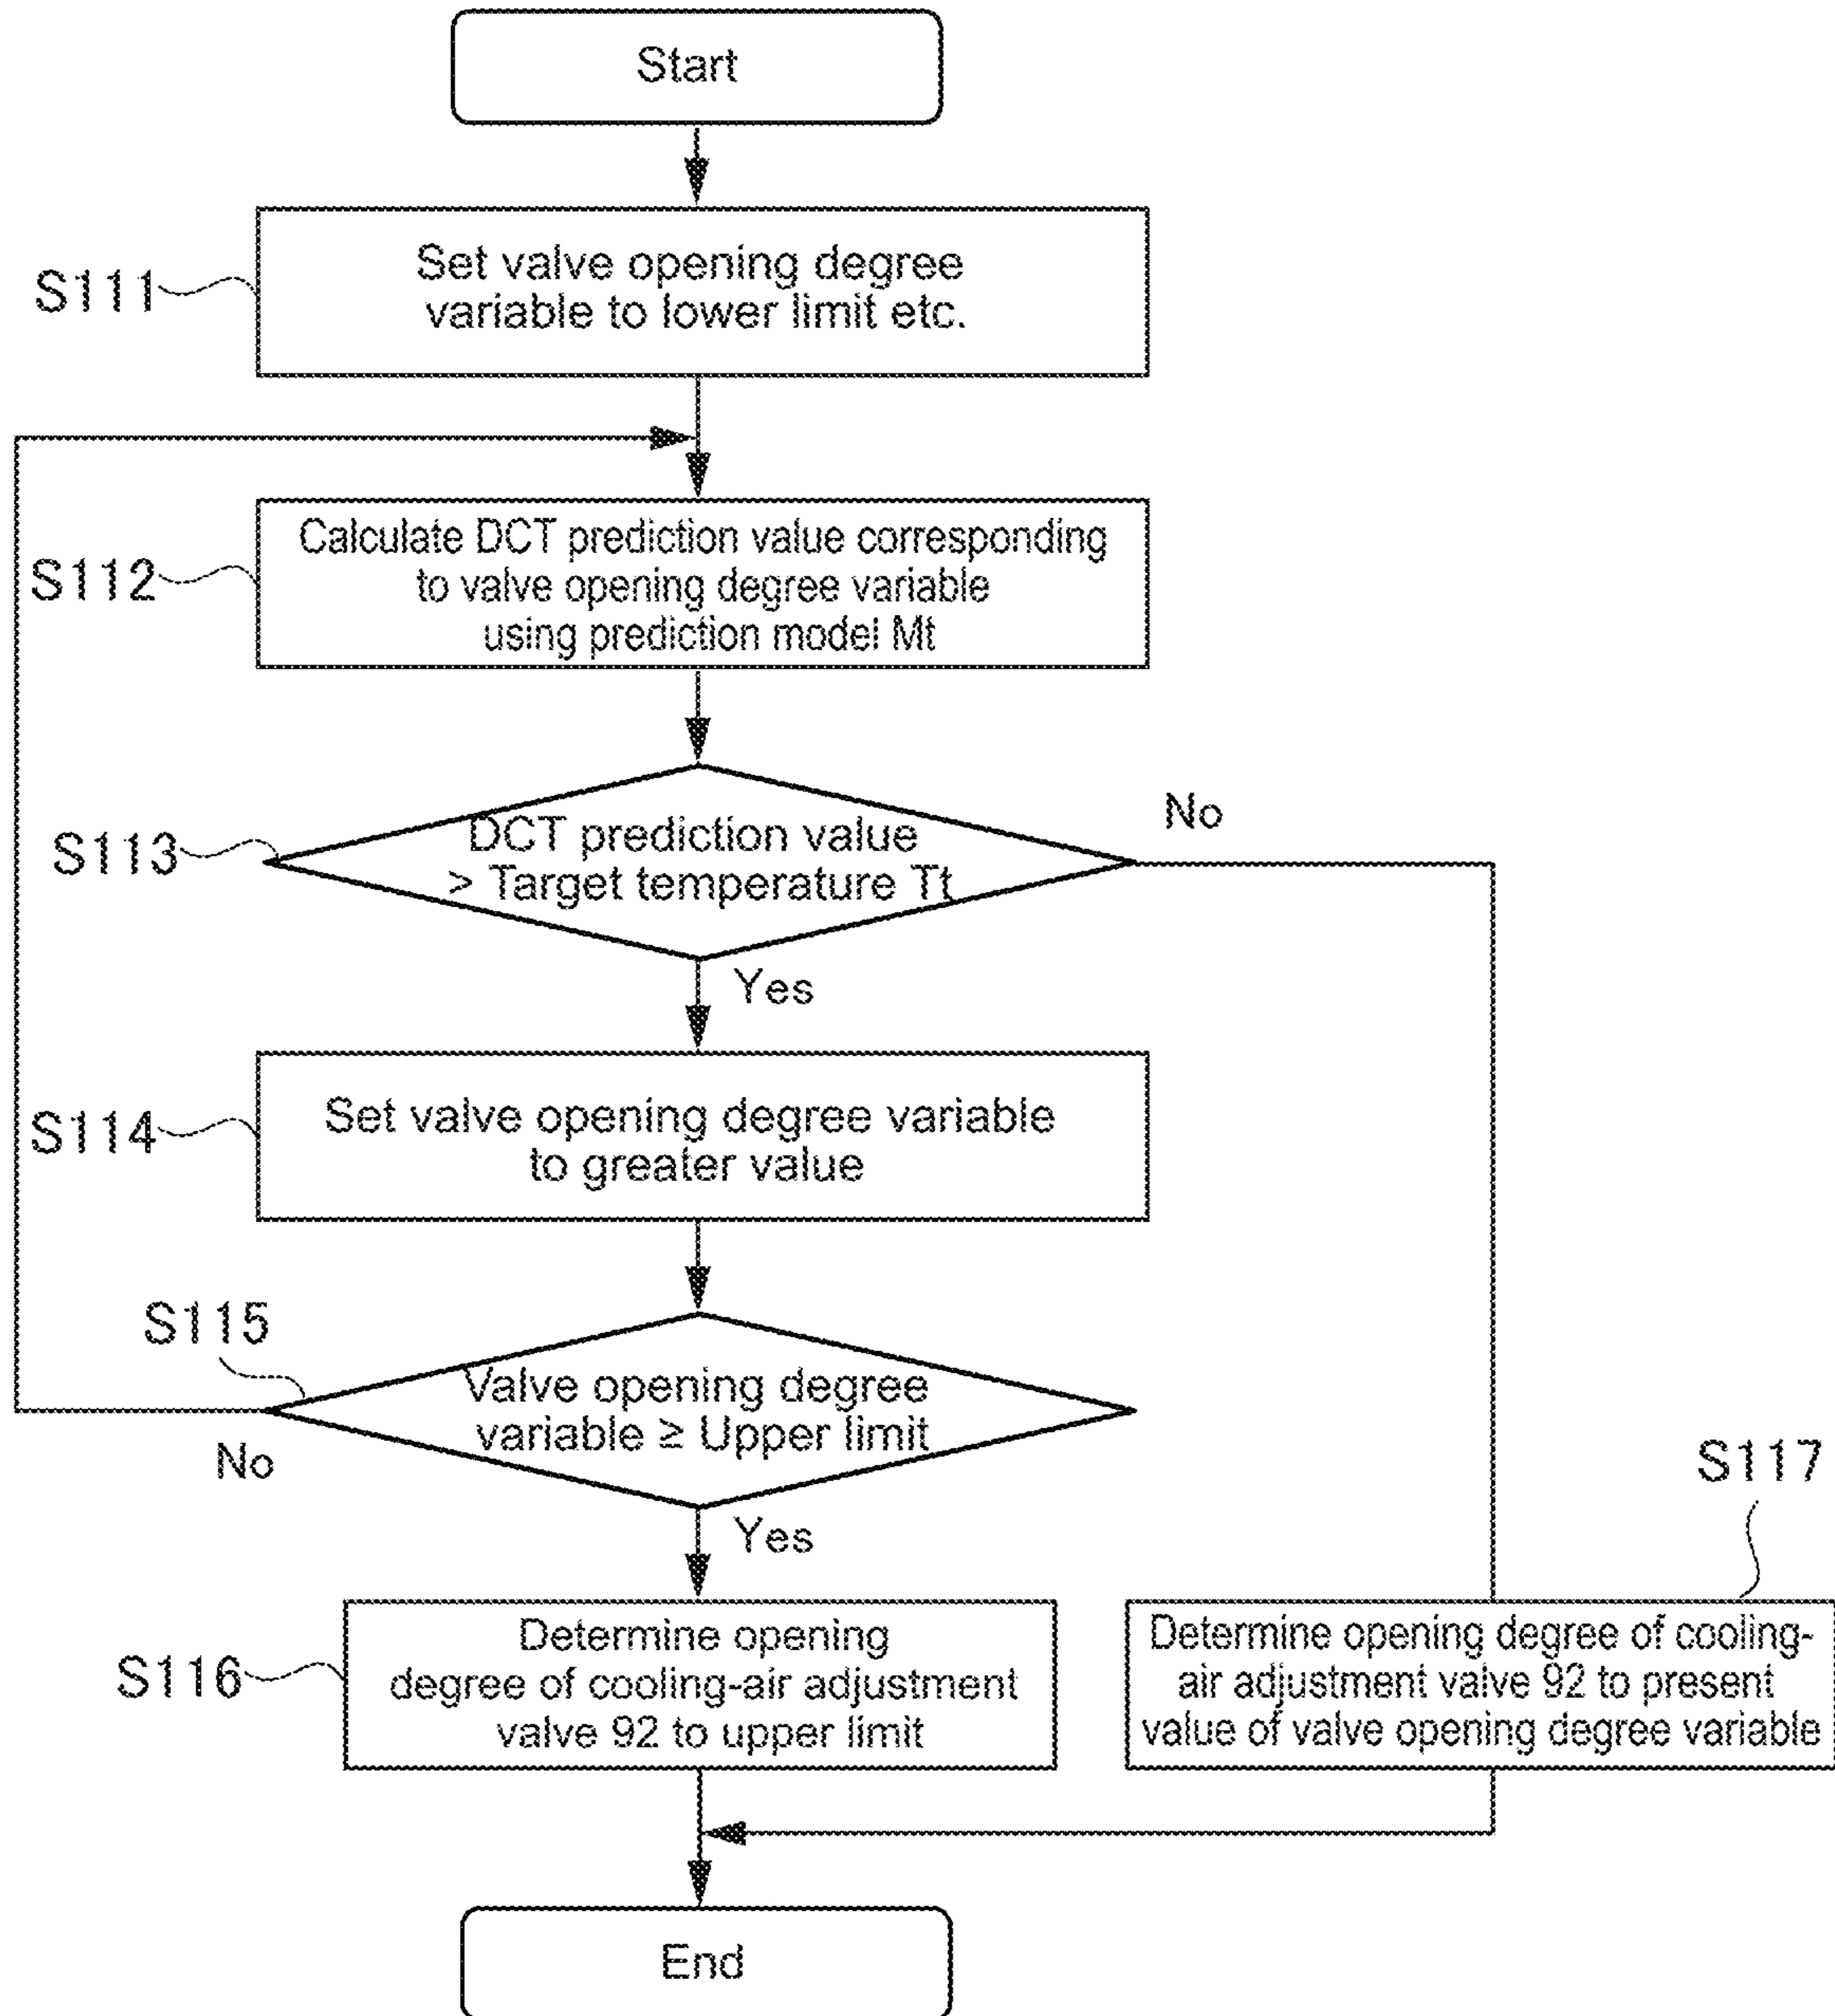 Start
S111
Set valve opening degree
variable to lower limit etc.
S112
Calculate DCT prediction value corresponding
to valve opening degree variable
using prediction model Mt
S113
DCT prediction value
> Target temperature Tt
No
Yes
S114
Set valve opening degree variable
to greater value
S115
Valve opening degree
variable ≥ Upper limit
No
Yes
S116
Determine opening
degree of cooling-air adjustment
valve 92 to upper limit
S117
Determine opening degree of cooling-
air adjustment valve 92 to present
value of valve opening degree variable
End